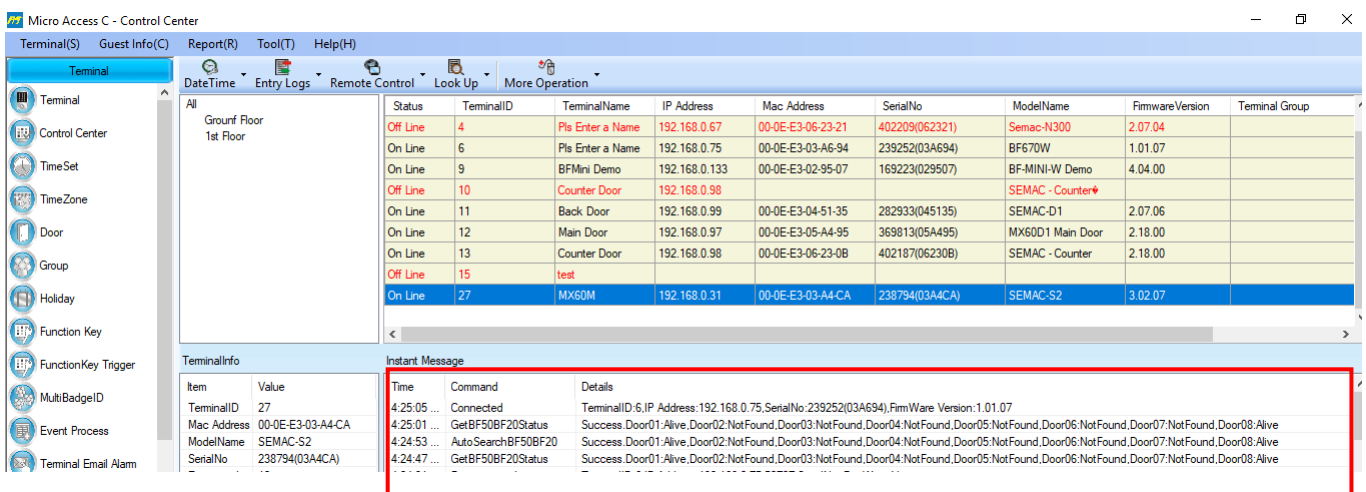 Micro Access C - Control Center
Terminal(S) Guest Info(C) Report(R) Tool(T) Help(H)
Terminal
DateTime Entry Logs Remote Control Look Up More Operation
Terminal
Control Center
TimeSet
TimeZone
Door
Group
Holiday
Function Key
FunctionKey Trigger
MultiBadgeID
Event Process
Terminal Email Alarm
All
Grounf Floor
1st Floor
Status TerminalID TerminalName IP Address Mac Address SerialNo ModelName FirmwareVersion Terminal Group
Off Line 4 Pls Enter a Name 192.168.0.67 00-0E-E3-06-23-21 402209(062321) Semac-N300 2.07.04
On Line 6 Pls Enter a Name 192.168.0.75 00-0E-E3-03-A6-94 239252(03A694) BF670W 1.01.07
On Line 9 BFMini Demo 192.168.0.133 00-0E-E3-02-95-07 169223(029507) BF-MINI-W Demo 4.04.00
Off Line 10 Counter Door 192.168.0.98 SEMAC - Counter�
On Line 11 Back Door 192.168.0.99 00-0E-E3-04-51-35 282933(045135) SEMAC-D1 2.07.06
On Line 12 Main Door 192.168.0.97 00-0E-E3-05-A4-95 369813(05A495) MX60D1 Main Door 2.18.00
On Line 13 Counter Door 192.168.0.98 00-0E-E3-06-23-0B 402187(06230B) SEMAC - Counter 2.18.00
Off Line 15 test
On Line 27 MX60M 192.168.0.31 00-0E-E3-03-A4-CA 238794(03A4CA) SEMAC-S2 3.02.07
TerminalInfo
Item Value
TerminalID 27
Mac Address 00-0E-E3-03-A4-CA
ModelName SEMAC-S2
SerialNo 238794(03A4CA)
Instant Message
Time Command Details
4:25:05 ... Connected TerminalID:6,IP Address:192.168.0.75,SerialNo:239252(03A694),FirmWare Version:1.01.07
4:25:01 ... GetBF50BF20Status Success.Door01:Alive,Door02:NotFound,Door03:NotFound,Door04:NotFound,Door05:NotFound,Door06:NotFound,Door07:NotFound,Door08:Alive
4:24:53 ... AutoSearchBF50BF20 Success.Door01:Alive,Door02:NotFound,Door03:NotFound,Door04:NotFound,Door05:NotFound,Door06:NotFound,Door07:NotFound,Door08:Alive
4:24:47 ... GetBF50BF20Status Success.Door01:Alive,Door02:NotFound,Door03:NotFound,Door04:NotFound,Door05:NotFound,Door06:NotFound,Door07:NotFound,Door08:Alive